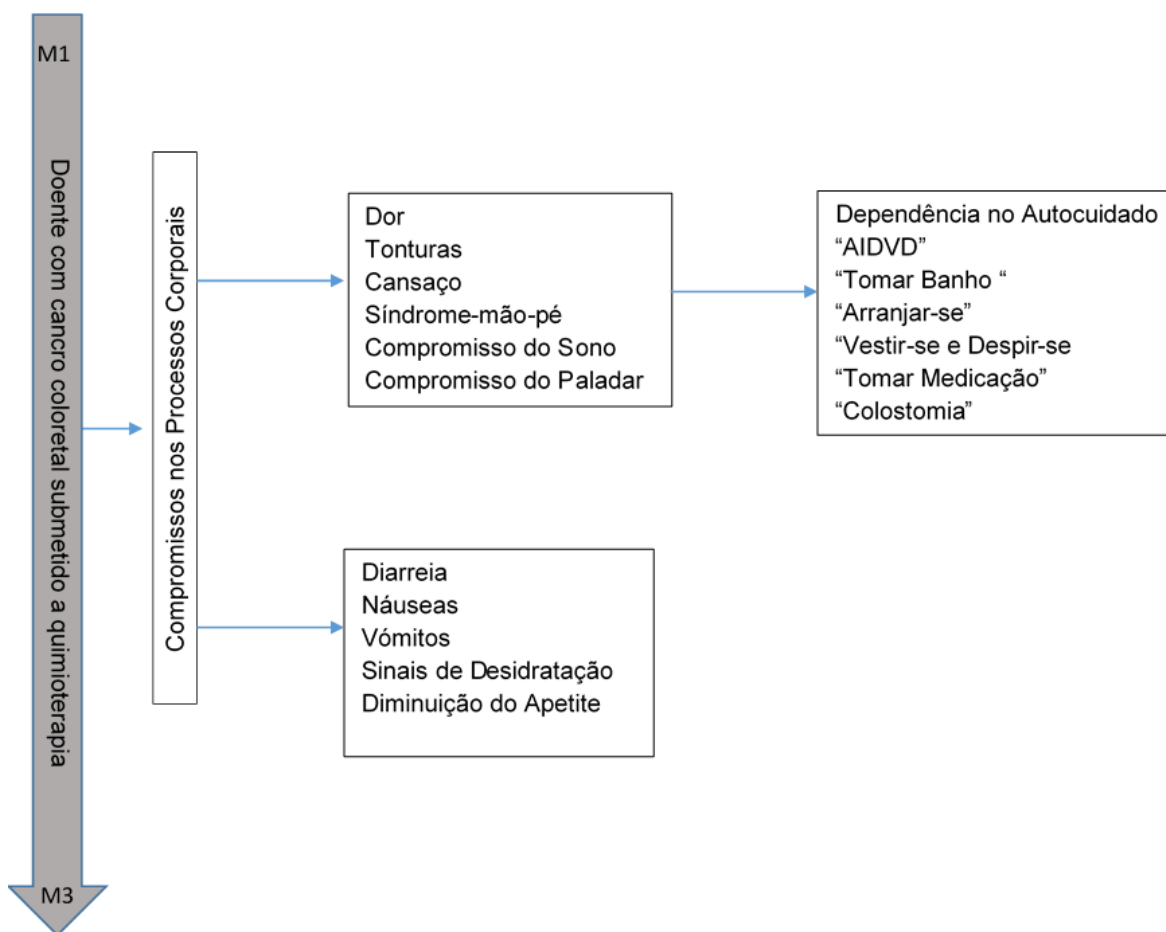 M1
Doente com cancro coloretal submetido a quimioterapia
M3
Compromissos nos Processos Corporais
Dor
Tonturas
Cansaço
Síndrome-mão-pé
Compromisso do Sono
Compromisso do Paladar
Dependência no Autocuidado
“AIDVD”
“Tomar Banho “
“Arranjar-se”
“Vestir-se e Despir-se
“Tomar Medicação”
“Colostomia”
Diarreia
Náuseas
Vómitos
Sinais de Desidratação
Diminuição do Apetite